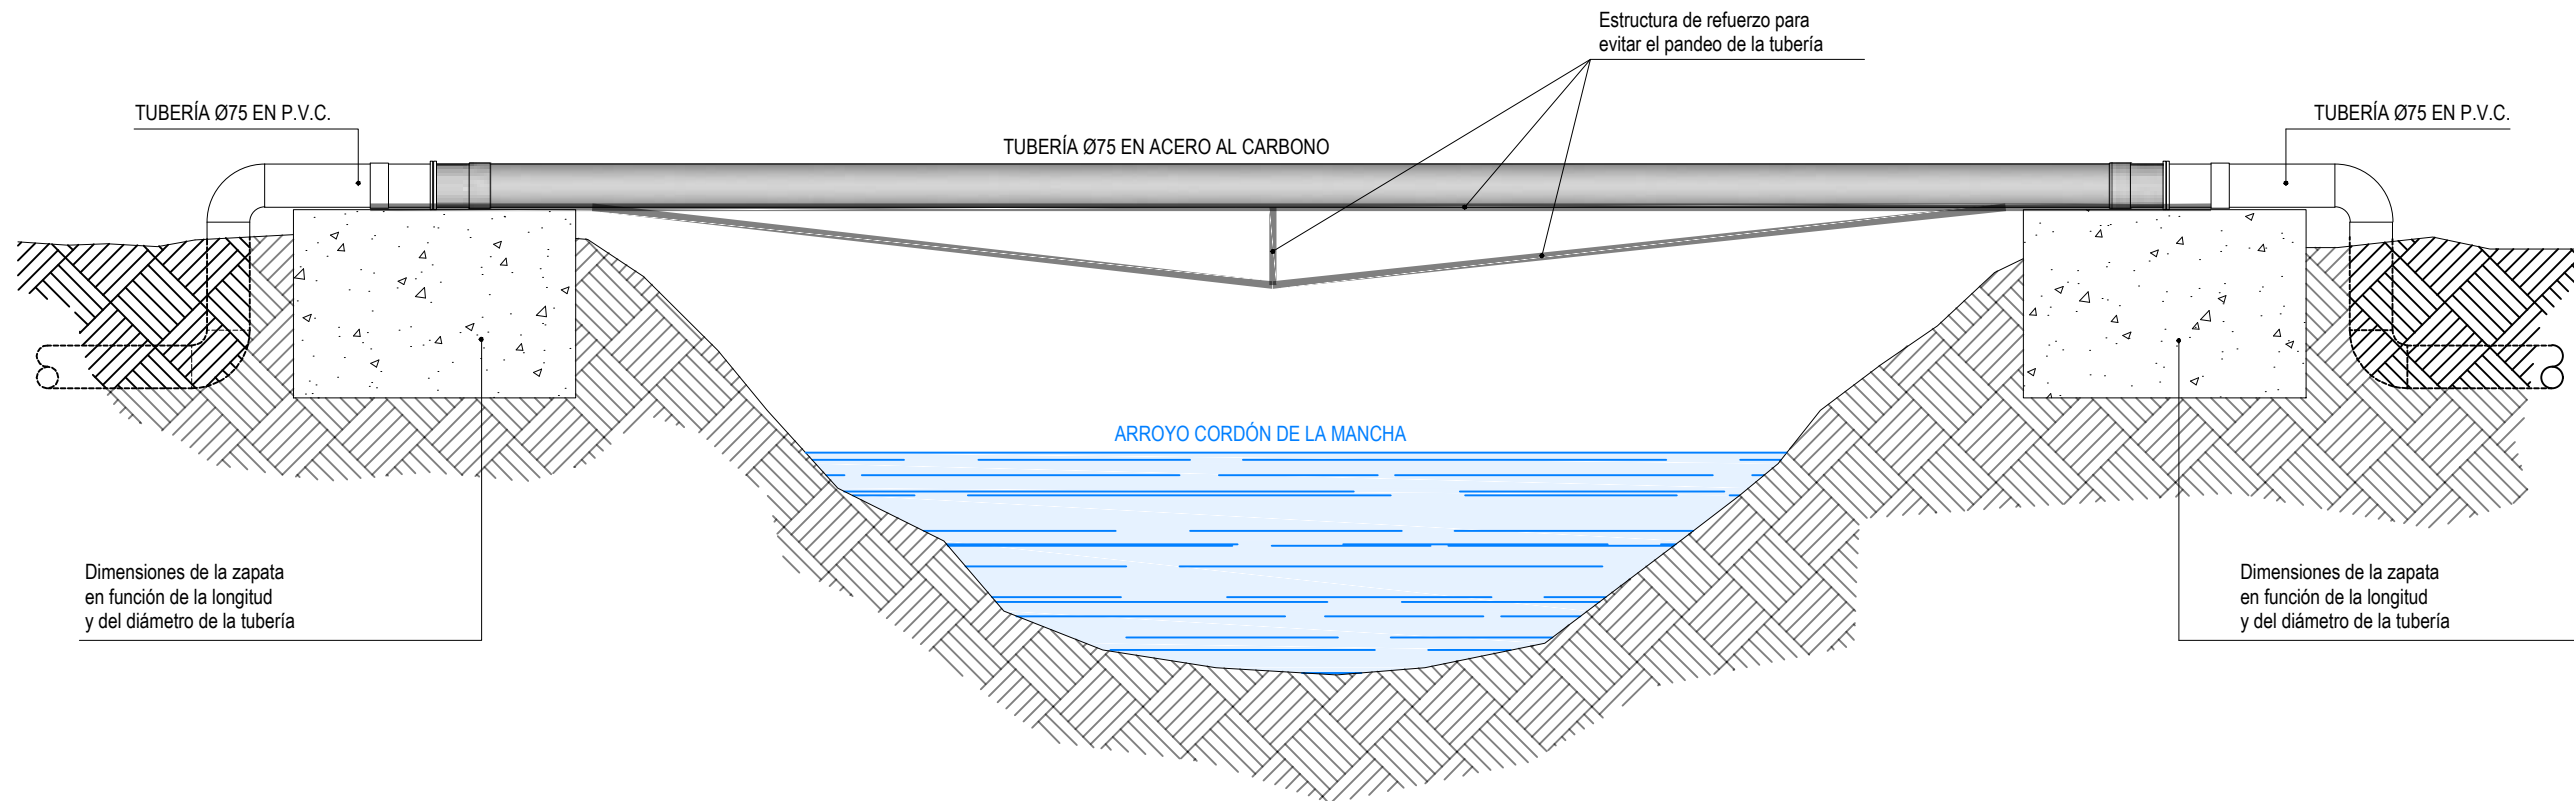 Estructura de refuerzo para
evitar el pandeo de la tubería
TUBERÍA Ø75 EN P.V.C.
TUBERÍA Ø75 EN ACERO AL CARBONO
TUBERÍA Ø75 EN P.V.C.
ARROYO CORDÓN DE LA MANCHA
Dimensiones de la zapata
en función de la longitud
y del diámetro de la tubería
Dimensiones de la zapata
en función de la longitud
y del diámetro de la tubería